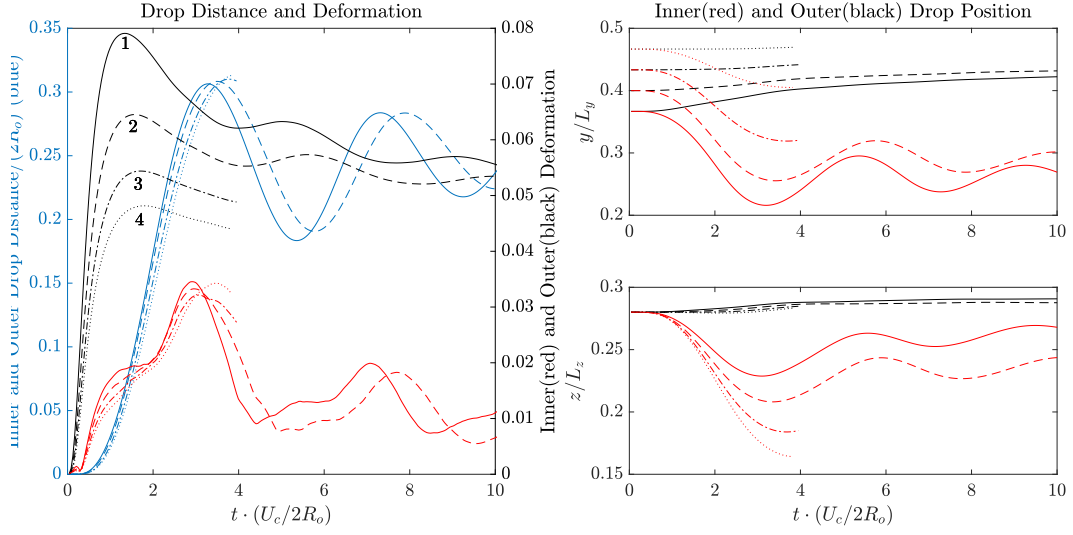 Drop Distance and Deformation
Inner and Outer Drop Distance/(2R_o) (blue)
0.35
0.3
0.25
0.2
0.15
0.1
0.05
0
1
2
3
4
0.08
0.07
0.06
0.05
0.04
0.03
0.02
0.01
0
Inner(red) and Outer(black) Deformation
0 2 4 6 8 10
t · (U_c/2R_o)
Inner(red) and Outer(black) Drop Position
y/L_y
0.5
0.4
0.3
0.2
0 2 4 6 8 10
z/L_z
0.3
0.25
0.2
0.15
0 2 4 6 8 10
t · (U_c/2R_o)